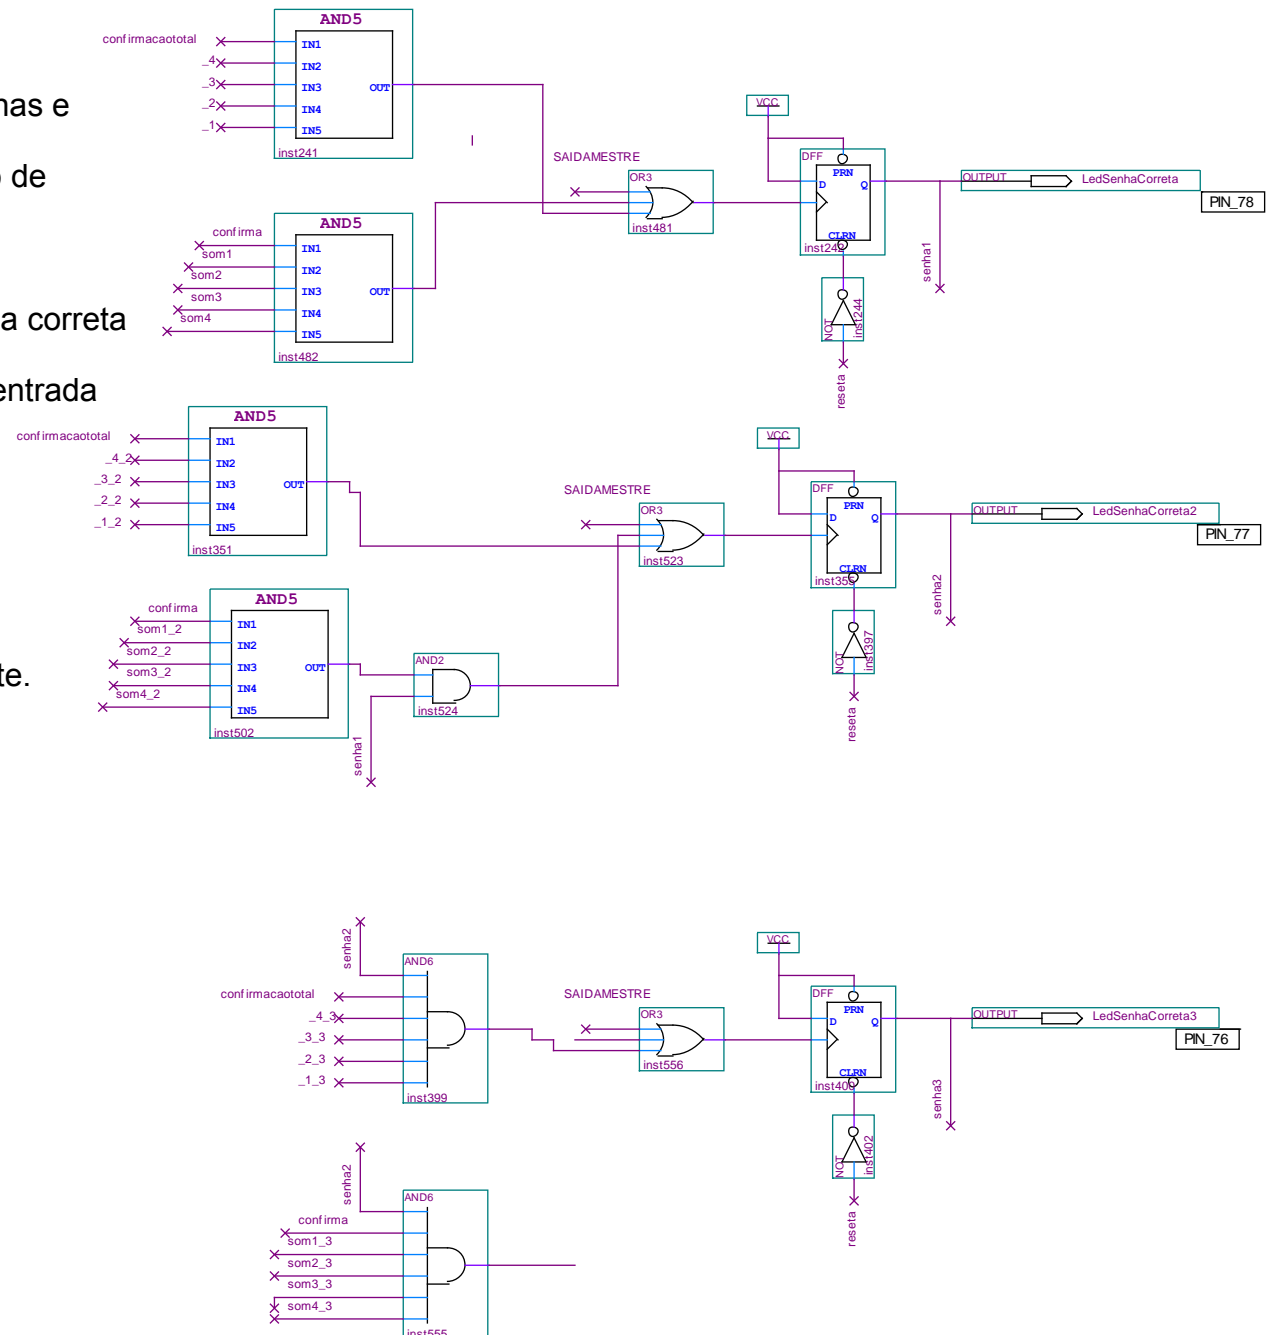 nas e
o de
a correta
entrada
te.
AND5
confirmacaototal
_4
_3
_2
_1
IN1
IN2
IN3
IN4
IN5
OUT
inst241
AND5
confirma
som1
som2
som3
som4
IN1
IN2
IN3
IN4
IN5
OUT
inst482
SAIDAMESTRE
OR3
inst481
VCC
DFF
PRN
D
Q
CLRN
inst242
NOT
inst244
reseta
senha1
OUTPUT
LedSenhaCorreta
PIN_78
AND5
confirmacaototal
_4_2
_3_2
_2_2
_1_2
IN1
IN2
IN3
IN4
IN5
OUT
inst351
AND5
confirma
som1_2
som2_2
som3_2
som4_2
IN1
IN2
IN3
IN4
IN5
OUT
inst502
senha1
AND2
inst524
SAIDAMESTRE
OR3
inst523
VCC
DFF
PRN
D
Q
CLRN
inst355
NOT
inst397
reseta
senha2
OUTPUT
LedSenhaCorreta2
PIN_77
senha2
AND6
confirmacaototal
_4_3
_3_3
_2_3
_1_3
inst399
SAIDAMESTRE
OR3
inst556
VCC
DFF
PRN
D
Q
CLRN
inst400
NOT
inst402
reseta
senha3
OUTPUT
LedSenhaCorreta3
PIN_76
senha2
AND6
confirma
som1_3
som2_3
som3_3
som4_3
inst555